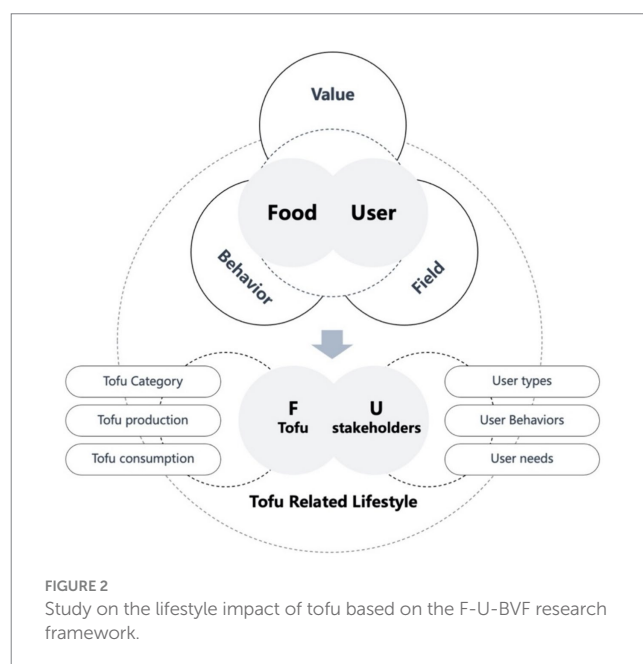 Value
Food
User
Behavior
Field
Tofu Category
Tofu production
Tofu consumption
F
Tofu
U
stakeholders
User types
User Behaviors
User needs
Tofu Related Lifestyle
FIGURE 2
Study on the lifestyle impact of tofu based on the F-U-BVF research
framework.